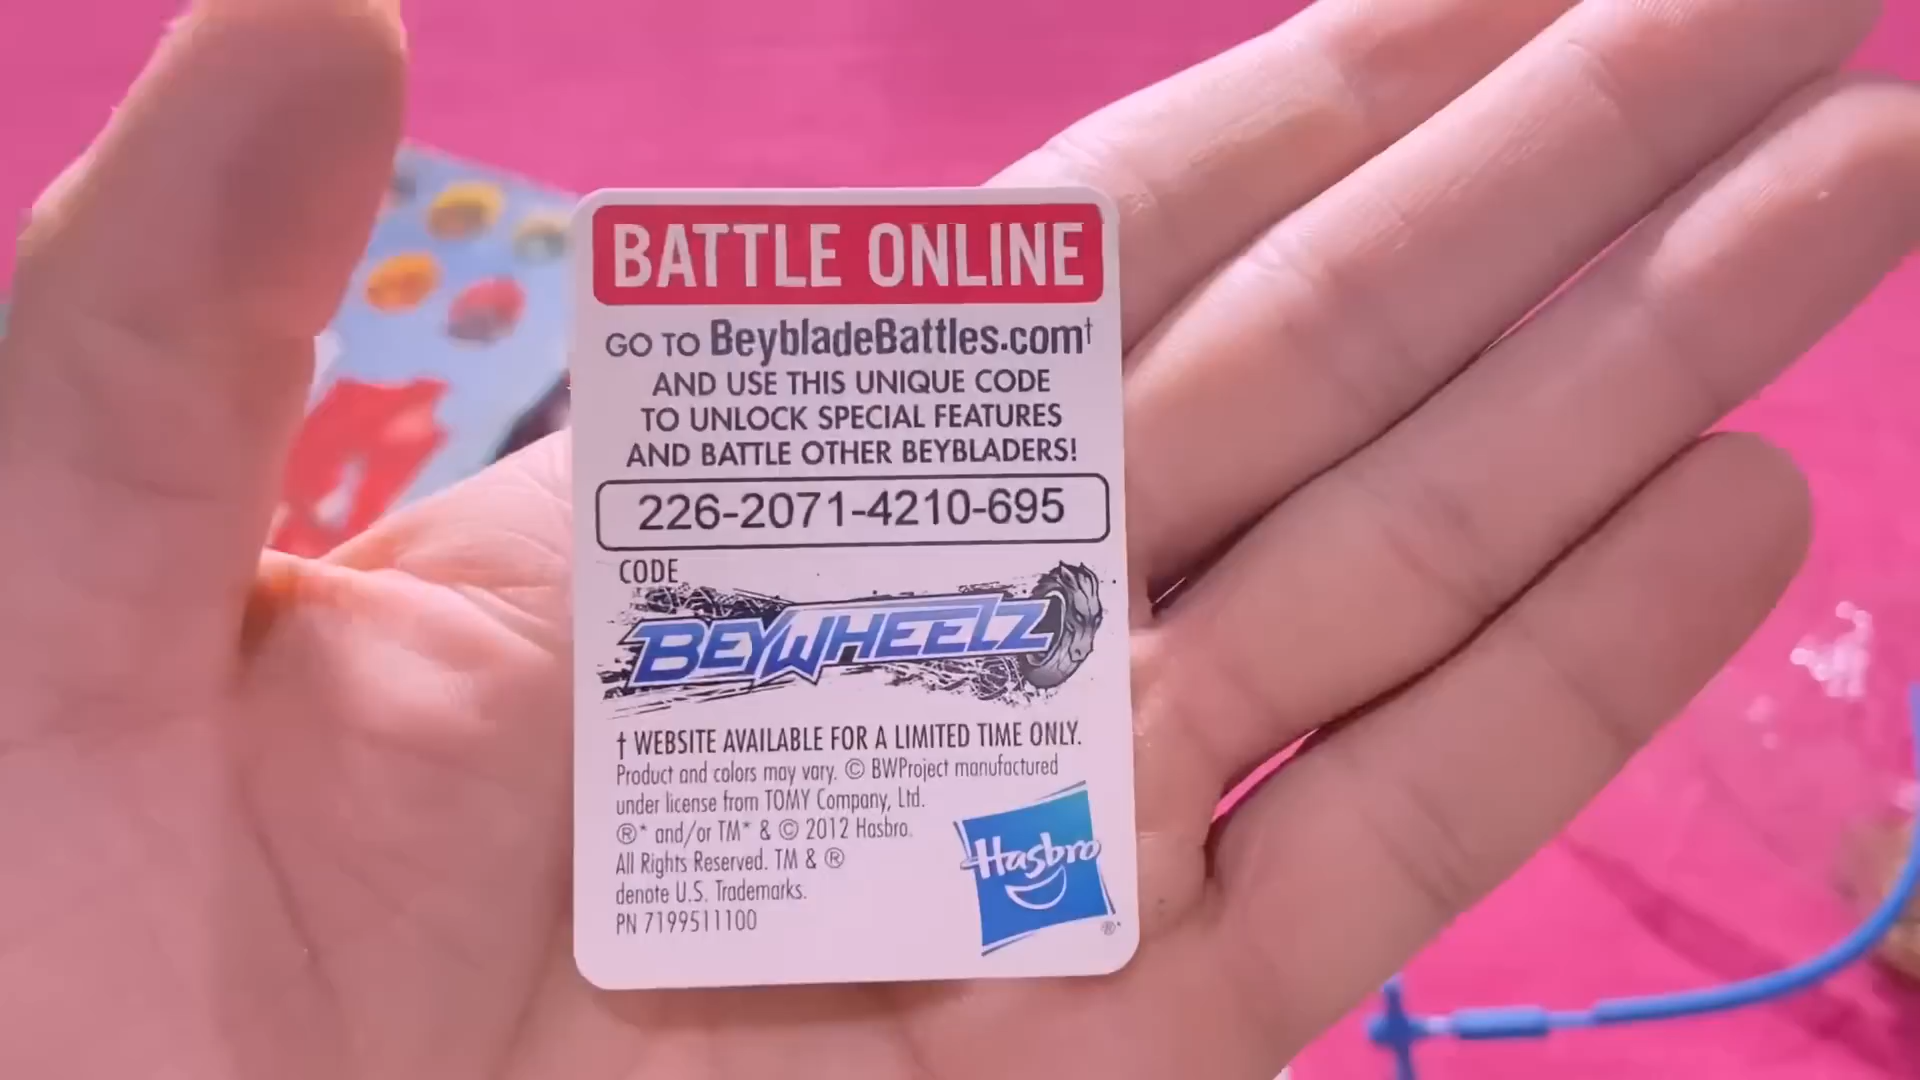 BATTLE ONLINE
GO TO BeybladeBattles.com†
AND USE THIS UNIQUE CODE
TO UNLOCK SPECIAL FEATURES
AND BATTLE OTHER BEYBLADERS!
226-2071-4210-695
CODE
BEYWHEELZ
† WEBSITE AVAILABLE FOR A LIMITED TIME ONLY.
Product and colors may vary. © BWProject manufactured
under license from TOMY Company, Ltd.
®* and/or TM* & © 2012 Hasbro.
All Rights Reserved. TM & ®
denote U.S. Trademarks.
PN 7199511100
Hasbro
®*